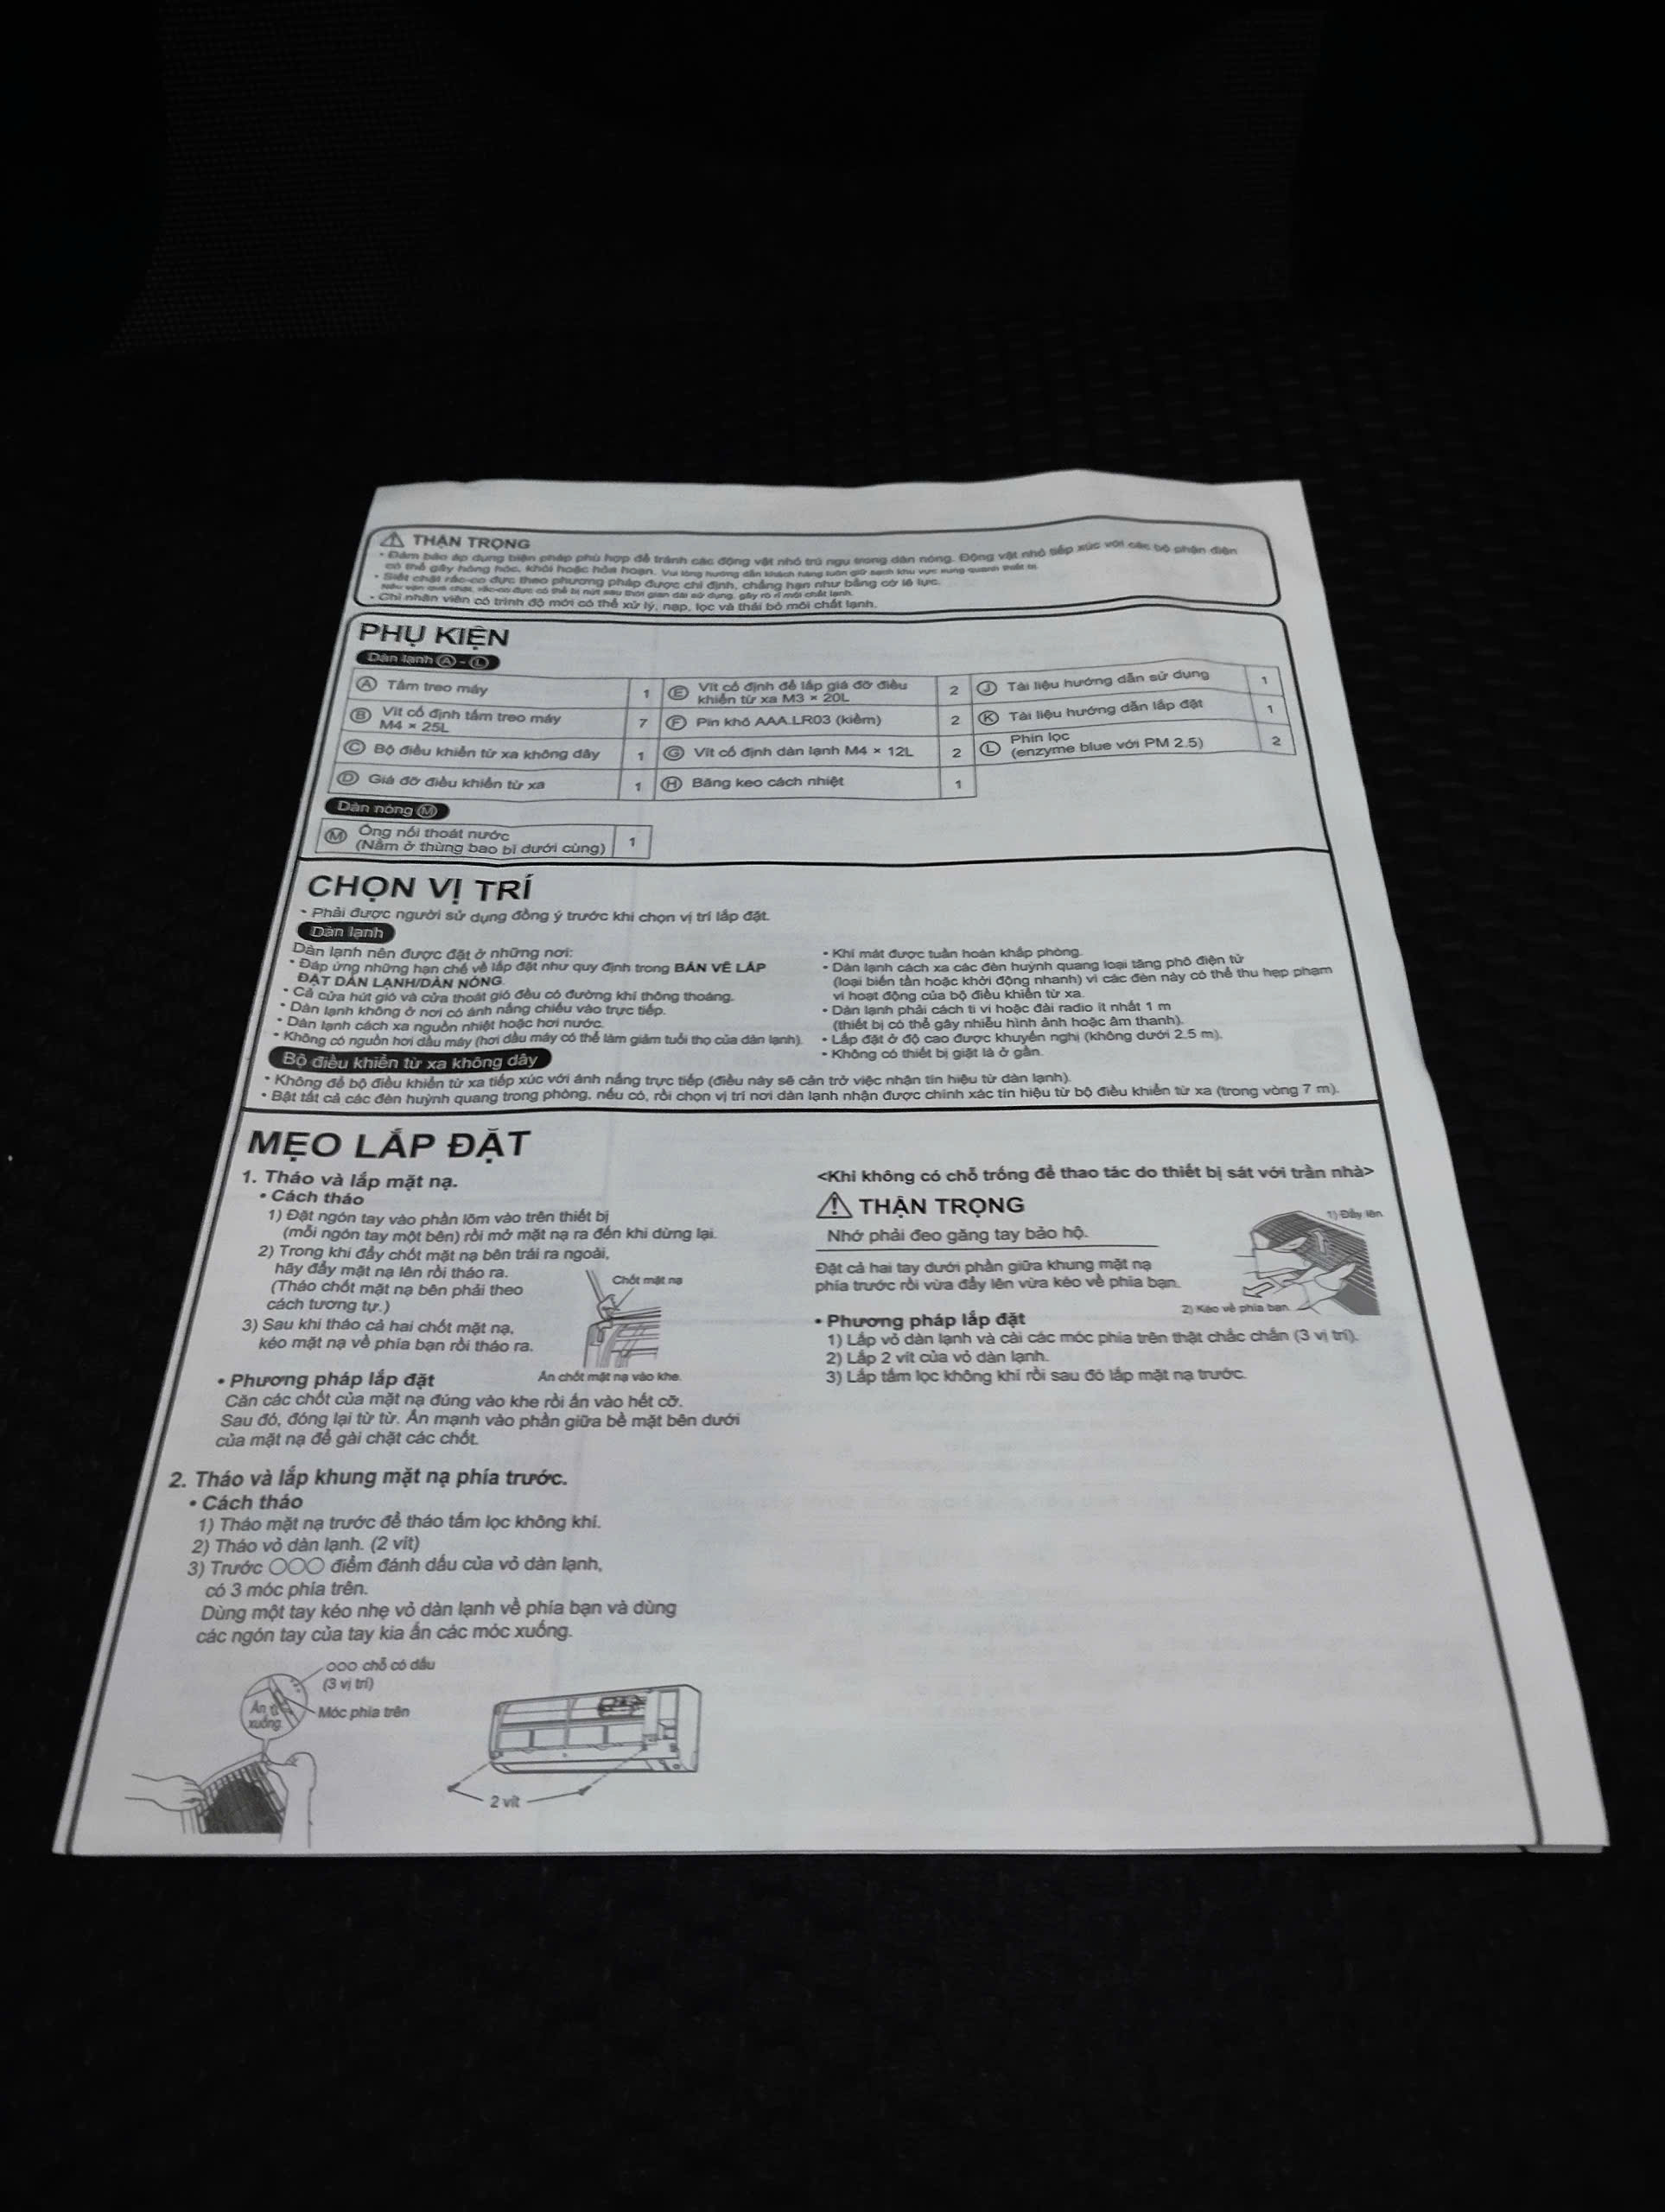 ⚠ THẬN TRỌNG
• Đảm bảo áp dụng biện pháp phù hợp để tránh các động vật nhỏ trú ngụ trong dàn nóng. Động vật nhỏ tiếp xúc với các bộ phận điện
có thể gây hỏng hóc, khói hoặc hỏa hoạn. Vui lòng hướng dẫn khách hàng luôn giữ sạch khu vực xung quanh thiết bị.
• Siết chặt rắc-co đực theo phương pháp được chỉ định, chẳng hạn như bằng cờ lê lực.
Nếu vặn quá chặt, rắc-co đực có thể bị nứt sau thời gian dài sử dụng, gây rò rỉ môi chất lạnh.
• Chỉ nhân viên có trình độ mới có thể xử lý, nạp, lọc và thải bỏ môi chất lạnh.
PHỤ KIỆN
Dàn lạnh Ⓐ - Ⓛ
Ⓐ Tấm treo máy 1
Ⓑ Vít cố định tấm treo máy
M4 × 25L 7
Ⓒ Bộ điều khiển từ xa không dây 1
Ⓓ Giá đỡ điều khiển từ xa 1
Ⓔ Vít cố định để lắp giá đỡ điều
khiển từ xa M3 × 20L 2
Ⓕ Pin khô AAA.LR03 (kiềm) 2
Ⓖ Vít cố định dàn lạnh M4 × 12L 2
Ⓗ Băng keo cách nhiệt 1
Ⓙ Tài liệu hướng dẫn sử dụng 1
Ⓚ Tài liệu hướng dẫn lắp đặt 1
Ⓛ Phin lọc
(enzyme blue với PM 2.5) 2
Dàn nóng Ⓜ
Ⓜ Ống nối thoát nước
(Nằm ở thùng bao bì dưới cùng) 1
CHỌN VỊ TRÍ
• Phải được người sử dụng đồng ý trước khi chọn vị trí lắp đặt.
Dàn lạnh
Dàn lạnh nên được đặt ở những nơi:
• Đáp ứng những hạn chế về lắp đặt như quy định trong BẢN VẼ LẮP
ĐẶT DÀN LẠNH/DÀN NÓNG.
• Cả cửa hút gió và cửa thoát gió đều có đường khí thông thoáng.
• Dàn lạnh không ở nơi có ánh nắng chiếu vào trực tiếp.
• Dàn lạnh cách xa nguồn nhiệt hoặc hơi nước.
• Không có nguồn hơi dầu máy (hơi dầu máy có thể làm giảm tuổi thọ của dàn lạnh).
• Khí mát được tuần hoàn khắp phòng.
• Dàn lạnh cách xa các đèn huỳnh quang loại tăng phô điện tử
(loại biến tần hoặc khởi động nhanh) vì các đèn này có thể thu hẹp phạm
vi hoạt động của bộ điều khiển từ xa.
• Dàn lạnh phải cách ti vi hoặc đài radio ít nhất 1 m
(thiết bị có thể gây nhiễu hình ảnh hoặc âm thanh).
• Lắp đặt ở độ cao được khuyến nghị (không dưới 2.5 m).
• Không có thiết bị giặt là ở gần.
Bộ điều khiển từ xa không dây
• Không để bộ điều khiển từ xa tiếp xúc với ánh nắng trực tiếp (điều này sẽ cản trở việc nhận tín hiệu từ dàn lạnh).
• Bật tất cả các đèn huỳnh quang trong phòng, nếu có, rồi chọn vị trí nơi dàn lạnh nhận được chính xác tín hiệu từ bộ điều khiển từ xa (trong vòng 7 m).
MẸO LẮP ĐẶT
1. Tháo và lắp mặt nạ.
• Cách tháo
1) Đặt ngón tay vào phần lõm vào trên thiết bị
(mỗi ngón tay một bên) rồi mở mặt nạ ra đến khi dừng lại.
2) Trong khi đẩy chốt mặt nạ bên trái ra ngoài,
hãy đẩy mặt nạ lên rồi tháo ra.
(Tháo chốt mặt nạ bên phải theo
cách tương tự.)
3) Sau khi tháo cả hai chốt mặt nạ,
kéo mặt nạ về phía bạn rồi tháo ra.
Chốt mặt nạ
Ấn chốt mặt nạ vào khe.
• Phương pháp lắp đặt
Căn các chốt của mặt nạ đúng vào khe rồi ấn vào hết cỡ.
Sau đó, đóng lại từ từ. Ấn mạnh vào phần giữa bề mặt bên dưới
của mặt nạ để gài chặt các chốt.
2. Tháo và lắp khung mặt nạ phía trước.
• Cách tháo
1) Tháo mặt nạ trước để tháo tấm lọc không khí.
2) Tháo vỏ dàn lạnh. (2 vít)
3) Trước ○○○ điểm đánh dấu của vỏ dàn lạnh,
có 3 móc phía trên.
Dùng một tay kéo nhẹ vỏ dàn lạnh về phía bạn và dùng
các ngón tay của tay kia ấn các móc xuống.
○○○ chỗ có dấu
(3 vị trí)
Móc phía trên
Ấn từ
xuống.
2 vít
<Khi không có chỗ trống để thao tác do thiết bị sát với trần nhà>
⚠ THẬN TRỌNG
Nhớ phải đeo găng tay bảo hộ.
Đặt cả hai tay dưới phần giữa khung mặt nạ
phía trước rồi vừa đẩy lên vừa kéo về phía bạn.
1) Đẩy lên
2) Kéo về phía bạn
• Phương pháp lắp đặt
1) Lắp vỏ dàn lạnh và cài các móc phía trên thật chắc chắn (3 vị trí).
2) Lắp 2 vít của vỏ dàn lạnh.
3) Lắp tấm lọc không khí rồi sau đó lắp mặt nạ trước.